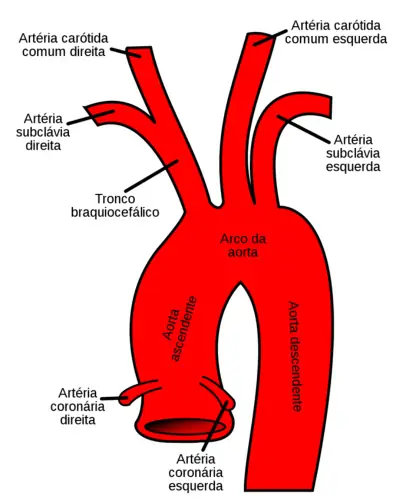 Artéria carótida
comum direita
Artéria carótida
comum esquerda
Artéria
subclávia
direita
Artéria
subclávia
esquerda
Tronco
braquiocefálico
Arco da
aorta
Aorta
ascendente
Aorta descendente
Artéria
coronária
direita
Artéria
coronária
esquerda